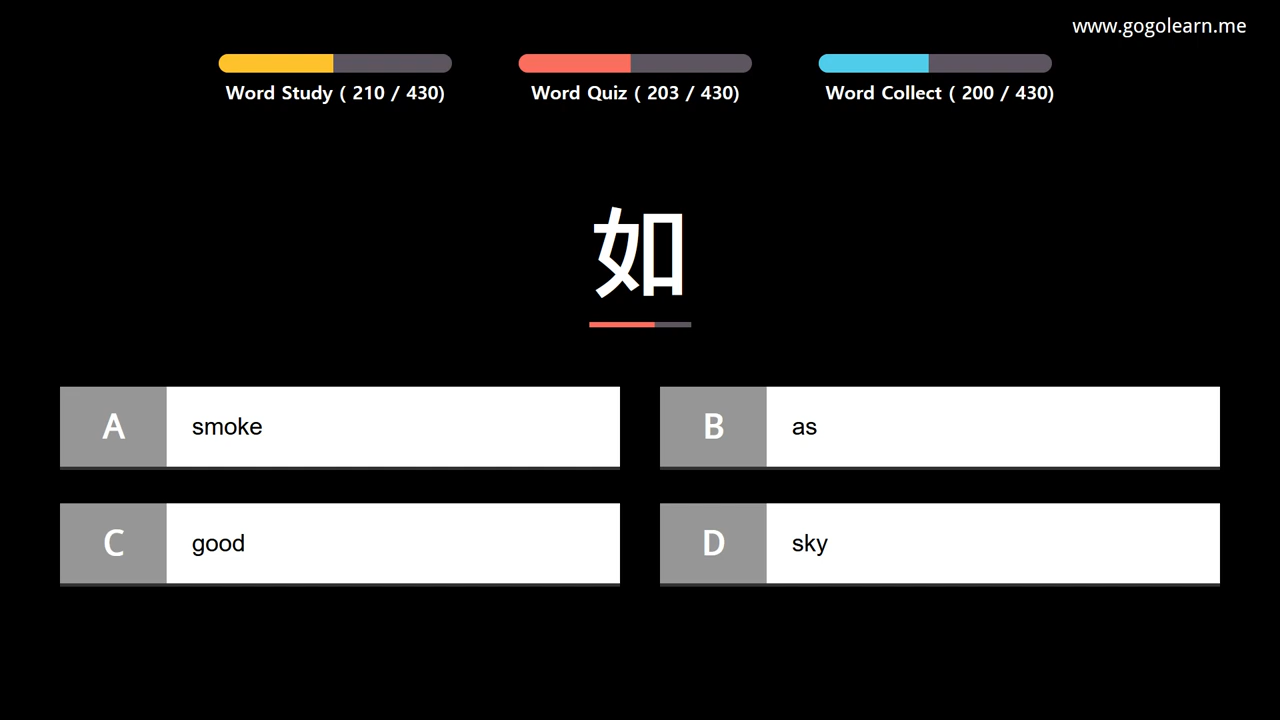 www.gogolearn.me
Word Study ( 210 / 430)
Word Quiz ( 203 / 430)
Word Collect ( 200 / 430)
如
A
smoke
B
as
C
good
D
sky